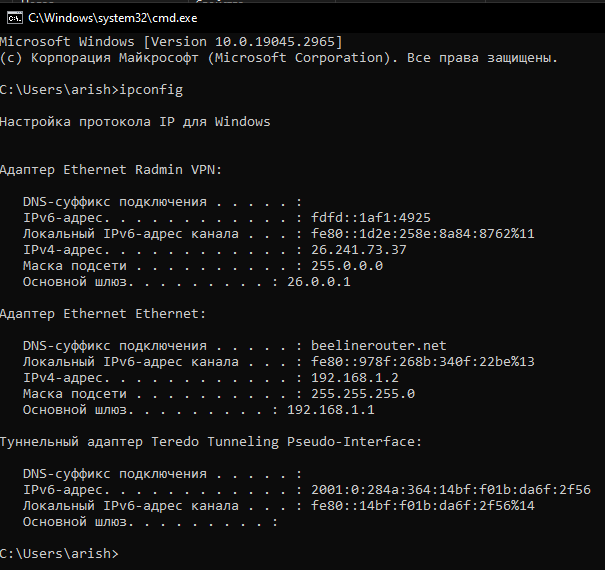 C:\Windows\system32\cmd.exe
Microsoft Windows [Version 10.0.19045.2965]
(c) Корпорация Майкрософт (Microsoft Corporation). Все права защищены.
C:\Users\arish>ipconfig
Настройка протокола IP для Windows
Адаптер Ethernet Radmin VPN:
DNS-суффикс подключения . . . . . :
IPv6-адрес. . . . . . . . . . . . : fdfd::1af1:4925
Локальный IPv6-адрес канала . . . : fe80::1d2e:258e:8a84:8762%11
IPv4-адрес. . . . . . . . . . . . : 26.241.73.37
Маска подсети . . . . . . . . . . : 255.0.0.0
Основной шлюз. . . . . . . . . : 26.0.0.1
Адаптер Ethernet Ethernet:
DNS-суффикс подключения . . . . . : beelinerouter.net
Локальный IPv6-адрес канала . . . : fe80::978f:268b:340f:22be%13
IPv4-адрес. . . . . . . . . . . . : 192.168.1.2
Маска подсети . . . . . . . . . . : 255.255.255.0
Основной шлюз. . . . . . . . . : 192.168.1.1
Туннельный адаптер Teredo Tunneling Pseudo-Interface:
DNS-суффикс подключения . . . . . :
IPv6-адрес. . . . . . . . . . . . : 2001:0:284a:364:14bf:f01b:da6f:2f56
Локальный IPv6-адрес канала . . . : fe80::14bf:f01b:da6f:2f56%14
Основной шлюз. . . . . . . . . :
C:\Users\arish>